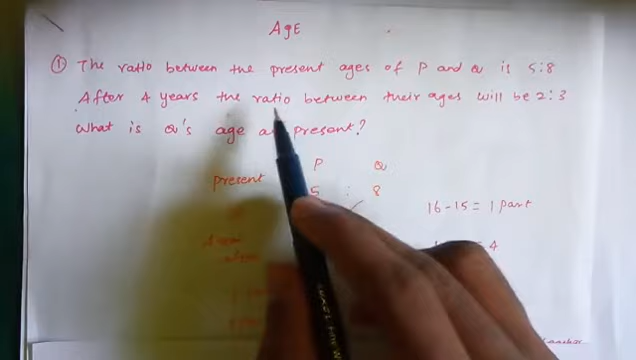 AgE
① The ratio between the present ages of P and Q is 5:8
After 4 years the ratio between their ages will be 2:3
What is Q's age at present?
P Q
present 5 : 8
16-15 = 1 part
= 4